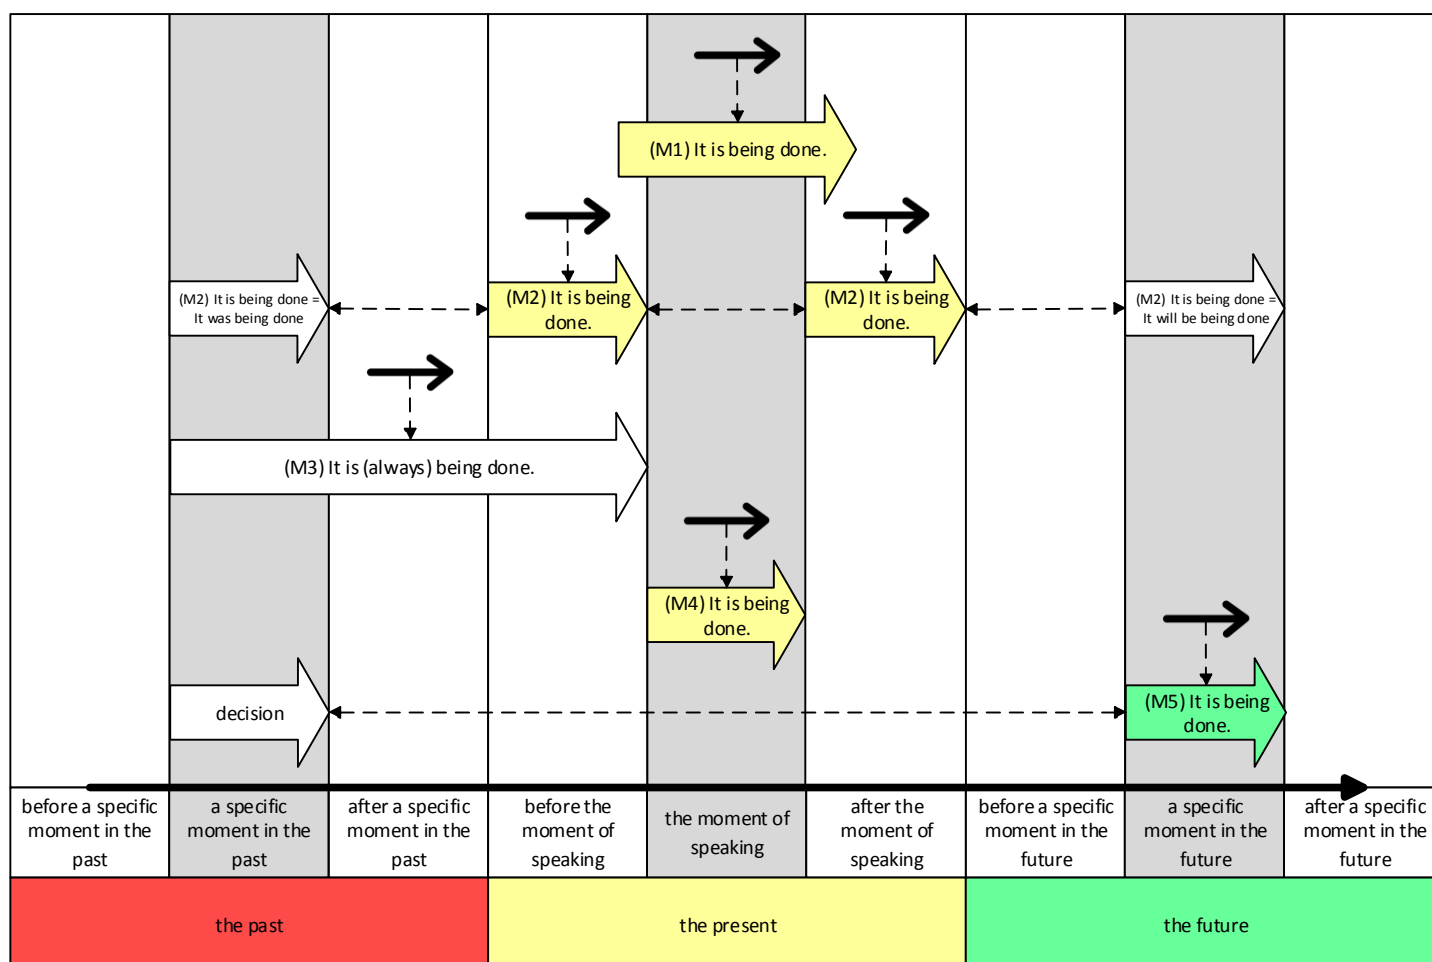 (M1) It is being done.
(M2) It is being done =
It was being done
(M2) It is being
done.
(M2) It is being
done.
(M2) It is being done =
It will be being done
(M3) It is (always) being done.
(M4) It is being
done.
decision
(M5) It is being
done.
before a specific
moment in the
past
a specific
moment in the
past
after a specific
moment in the
past
before the
moment of
speaking
the moment of
speaking
after the
moment of
speaking
before a specific
moment in the
future
a specific
moment in the
future
after a specific
moment in the
future
the past
the present
the future